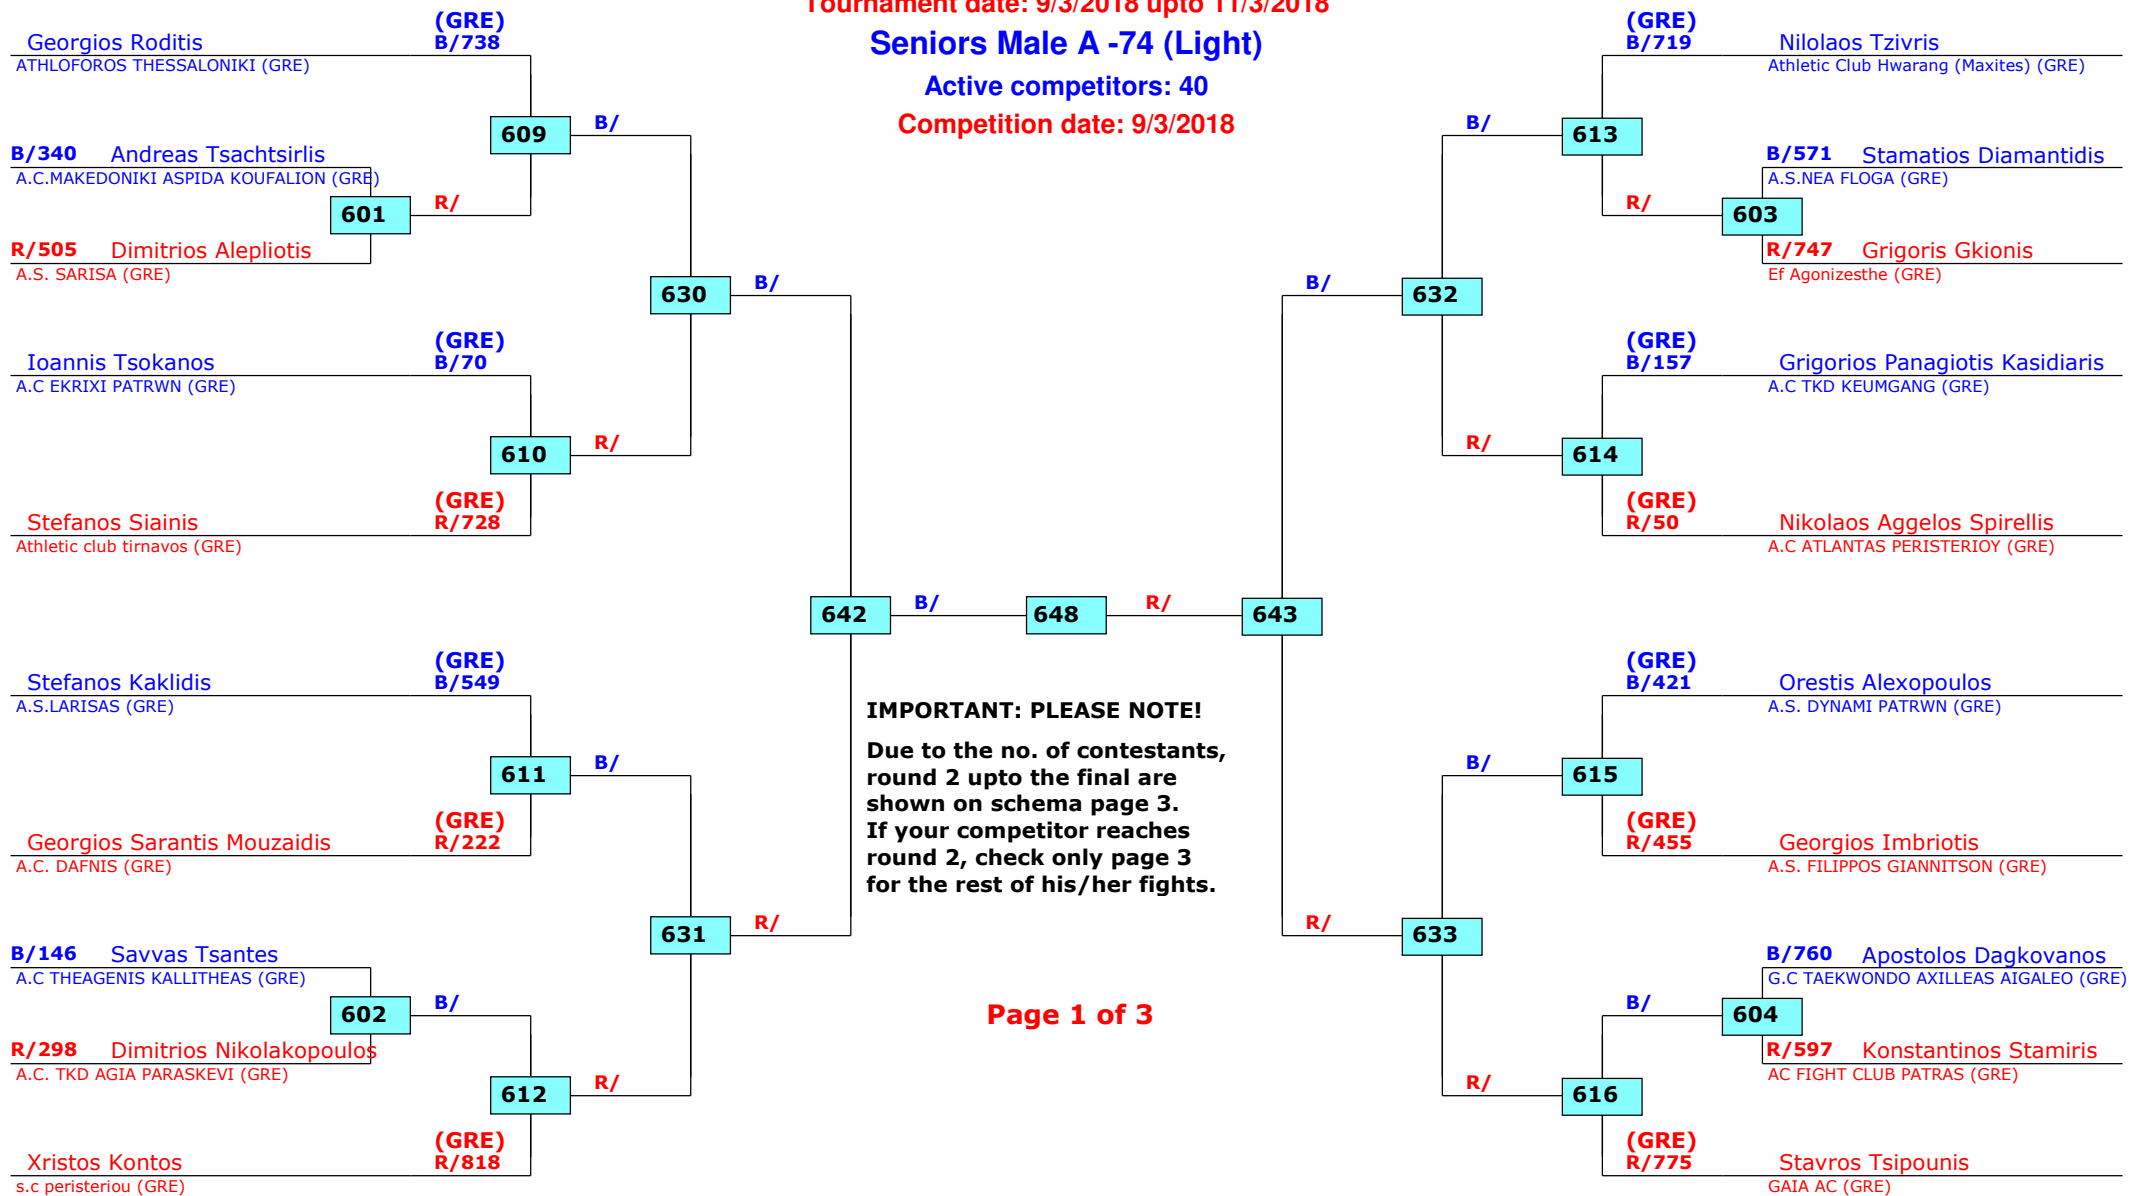 Tournament date: 9/3/2018 upto 11/3/2018
Seniors Male A -74 (Light)
Active competitors: 40
Competition date: 9/3/2018
(GRE)
Georgios Roditis B/738
ATHLOFOROS THESSALONIKI (GRE)
609 B/
B/340 Andreas Tsachtsirlis
A.C.MAKEDONIKI ASPIDA KOUFALION (GRE)
601 R/
R/505 Dimitrios Alepliotis
A.S. SARISA (GRE)
630 B/
(GRE)
Ioannis Tsokanos B/70
A.C EKRIXI PATRWN (GRE)
610 R/
(GRE)
Stefanos Siainis R/728
Athletic club tirnavos (GRE)
642 B/ 648 R/ 643
(GRE)
Stefanos Kaklidis B/549
A.S.LARISAS (GRE)
611 B/
(GRE)
Georgios Sarantis Mouzaidis R/222
A.C. DAFNIS (GRE)
631 R/
B/146 Savvas Tsantes
A.C THEAGENIS KALLITHEAS (GRE)
602 B/
R/298 Dimitrios Nikolakopoulos
A.C. TKD AGIA PARASKEVI (GRE)
612 R/
(GRE)
Xristos Kontos R/818
s.c peristeriou (GRE)
IMPORTANT: PLEASE NOTE!
Due to the no. of contestants,
round 2 upto the final are
shown on schema page 3.
If your competitor reaches
round 2, check only page 3
for the rest of his/her fights.
Page 1 of 3
(GRE)
B/719 Nilolaos Tzivris
Athletic Club Hwarang (Maxites) (GRE)
B/ 613
B/571 Stamatios Diamantidis
A.S.NEA FLOGA (GRE)
R/ 603
R/747 Grigoris Gkionis
Ef Agonizesthe (GRE)
B/ 632
(GRE)
B/157 Grigorios Panagiotis Kasidiaris
A.C TKD KEUMGANG (GRE)
R/ 614
(GRE)
R/50 Nikolaos Aggelos Spirellis
A.C ATLANTAS PERISTERIOY (GRE)
(GRE)
B/421 Orestis Alexopoulos
A.S. DYNAMI PATRWN (GRE)
B/ 615
(GRE)
R/455 Georgios Imbriotis
A.S. FILIPPOS GIANNITSON (GRE)
R/ 633
B/760 Apostolos Dagkovanos
G.C TAEKWONDO AXILLEAS AIGALEO (GRE)
B/ 604
R/597 Konstantinos Stamiris
AC FIGHT CLUB PATRAS (GRE)
R/ 616
(GRE)
R/775 Stavros Tsipounis
GAIA AC (GRE)